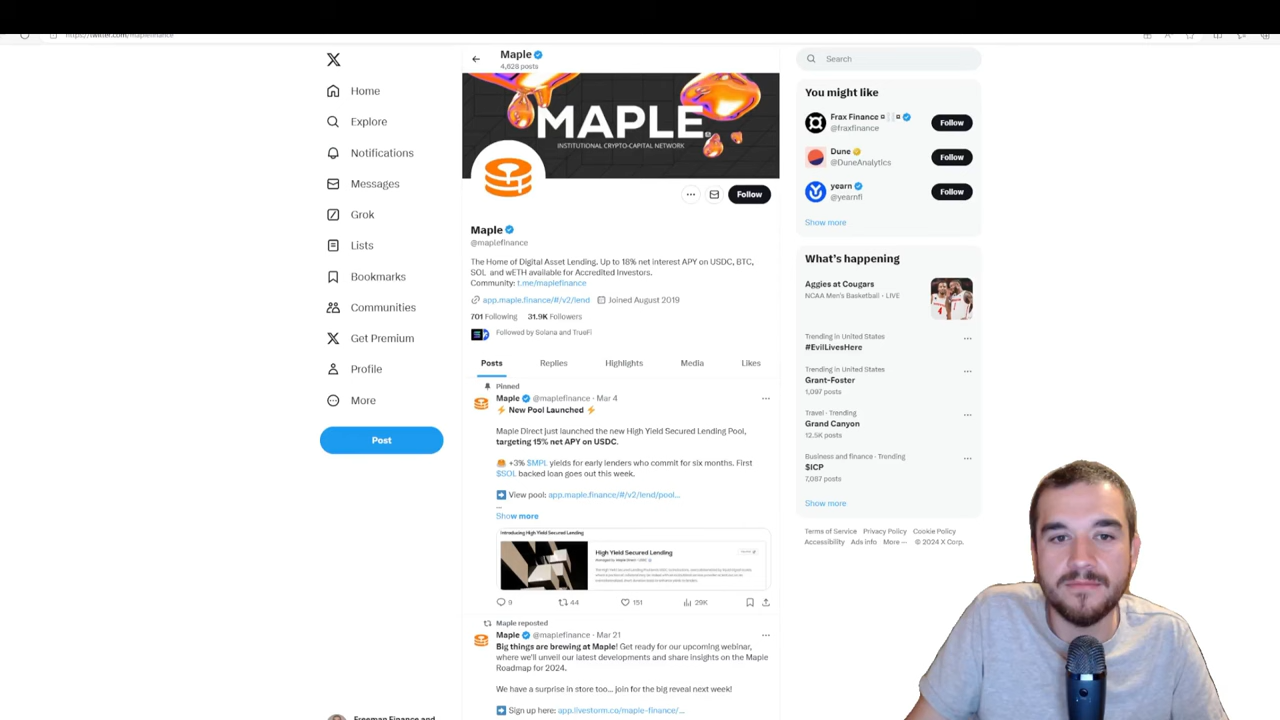 https://twitter.com/maplefinance
Maple
4,628 posts
Home
Explore
Notifications
Messages
Grok
Lists
Bookmarks
Communities
Get Premium
Profile
More
Post
MAPLE
INSTITUTIONAL CRYPTO-CAPITAL NETWORK
Follow
Maple
@maplefinance
The Home of Digital Asset Lending. Up to 18% net interest APY on USDC, BTC,
SOL and wETH available for Accredited Investors.
Community: t.me/maplefinance
app.maple.finance/#/v2/lend Joined August 2019
701 Following 31.9K Followers
Followed by Solana and TrueFi
Posts Replies Highlights Media Likes
Pinned
Maple @maplefinance · Mar 4
⚡ New Pool Launched ⚡
Maple Direct just launched the new High Yield Secured Lending Pool,
targeting 15% net APY on USDC.
🤗 +3% $MPL yields for early lenders who commit for six months. First
$SOL backed loan goes out this week.
➡️ View pool: app.maple.finance/#/v2/lend/pool...
...
Show more
Introducing High Yield Secured Lending
High Yield Secured Lending
9 44 151 29K
Maple reposted
Maple @maplefinance · Mar 21
Big things are brewing at Maple! Get ready for our upcoming webinar,
where we'll unveil our latest developments and share insights on the Maple
Roadmap for 2024.
We have a surprise in store too... join for the big reveal next week!
➡️ Sign up here: app.livestorm.co/maple-finance/...
Search
You might like
Frax Finance
@fraxfinance
Follow
Dune
@DuneAnalytics
Follow
yearn
@yearnfi
Follow
Show more
What's happening
Aggies at Cougars
NCAA Men's Basketball · LIVE
Trending in United States
#EvilLivesHere
Trending in United States
Grant-Foster
1,097 posts
Travel · Trending
Grand Canyon
12.5K posts
Business and finance · Trending
$ICP
7,087 posts
Show more
Terms of Service Privacy Policy Cookie Policy
Accessibility Ads info More ··· © 2024 X Corp.
Freeman Finance and